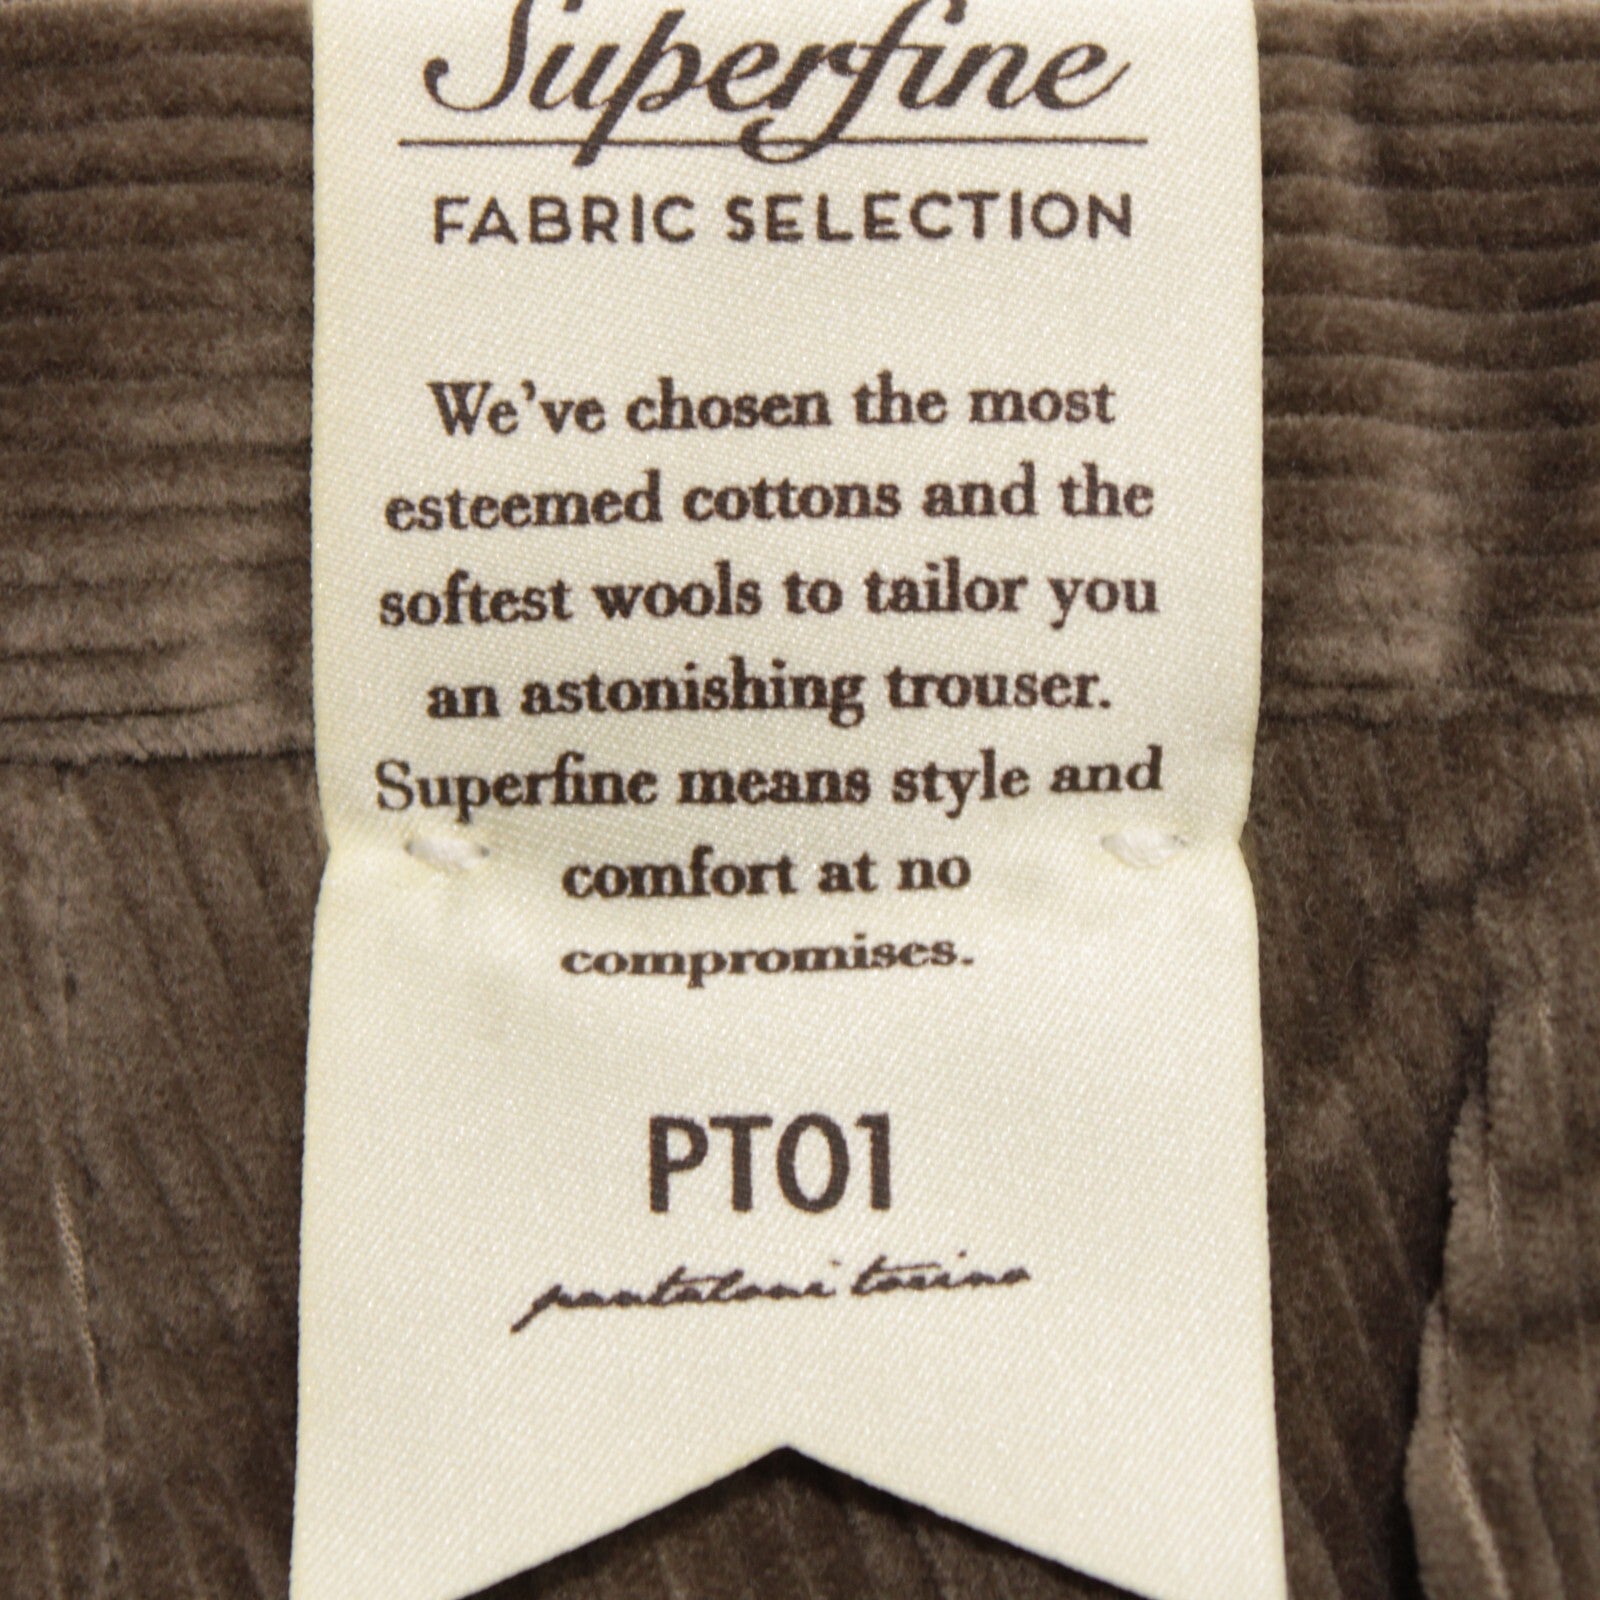 Superfine
FABRIC SELECTION
We've chosen the most
esteemed cottons and the
softest wools to tailor you
an astonishing trouser.
Superfine means style and
comfort at no
compromises.
PT01
pantaloni torino